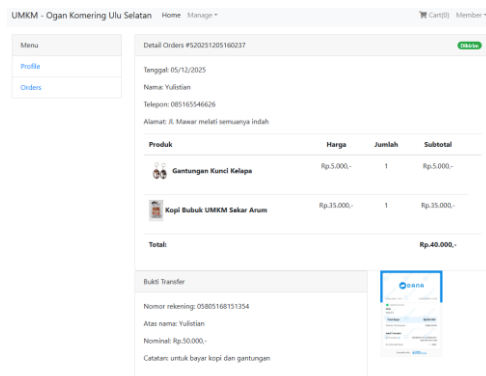 UMKM - Ogan Komering Ulu Selatan Home Manage Cart(0) Member
Menu
Profile
Orders
Detail Orders #520251205160237 Dikirim
Tanggal: 05/12/2025
Nama: Yulistian
Telepon: 085165546626
Alamat: Jl. Mawar melati semuanya indah
Produk Harga Jumlah Subtotal
Gantungan Kunci Kelapa Rp.5.000,- 1 Rp.5.000,-
Kopi Bubuk UMKM Sekar Arum Rp.35.000,- 1 Rp.35.000,-
Total: Rp.40.000,-
Bukti Transfer
Nomor rekening: 05805168151354
Atas nama: Yulistian
Nominal: Rp.50.000,-
Catatan: untuk bayar kopi dan gantungan
DANA